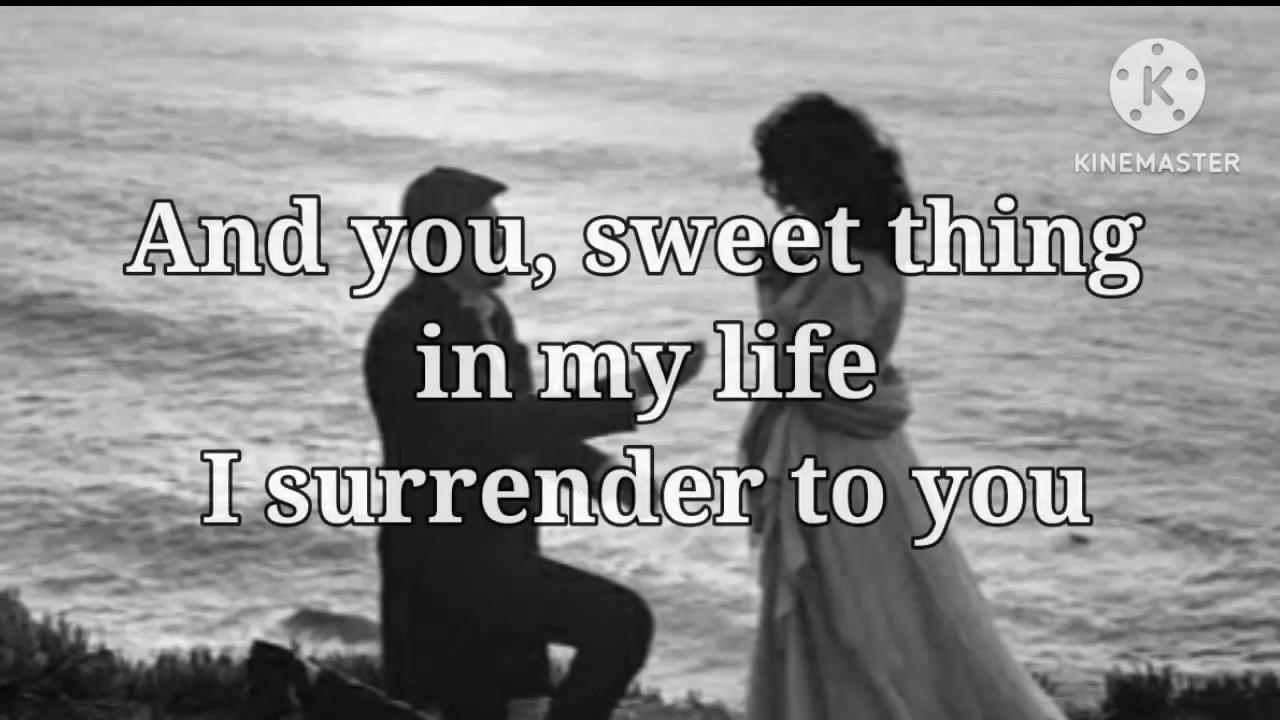 K
KINEMASTER
And you, sweet thing
in my life
I surrender to you